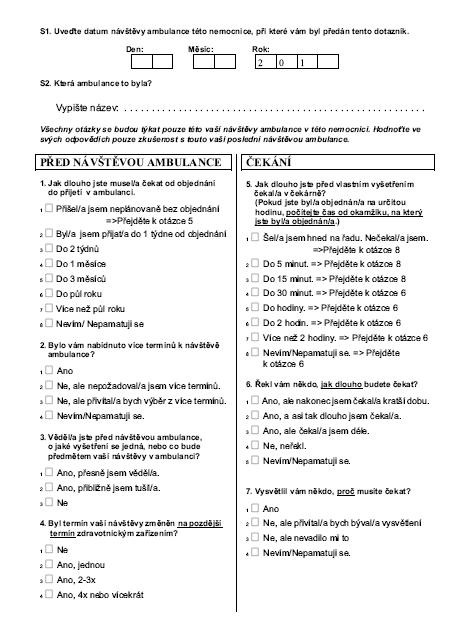 S1. Uveďte datum návštěvy ambulance této nemocnice, při které vám byl předán tento dotazník.
Den: Měsíc: Rok:
2 0 1
S2. Která ambulance to byla?
Vypište název: . . . . . . . . . . . . . . . . . . . . . . . . . . . . . . . . . . . . . . . . . . . . . . . . . . . .
Všechny otázky se budou týkat pouze této vaší návštěvy ambulance v této nemocnici. Hodnoťte ve
svých odpovědích pouze zkušenost s touto vaší poslední návštěvou ambulance.
PŘED NÁVŠTĚVOU AMBULANCE
1. Jak dlouho jste musel/a čekat od objednání
do přijetí v ambulanci.
1 Přišel/a jsem neplánovaně bez objednání
=>Přejděte k otázce 5
2 Byl/a jsem přijat/a do 1 týdne od objednání
3 Do 2 týdnů
4 Do 1 měsíce
5 Do 3 měsíců
6 Do půl roku
7 Více než půl roku
8 Nevím/ Nepamatuji se
2. Bylo vám nabídnuto více termínů k návštěvě
ambulance?
1 Ano
2 Ne, ale nepožadoval/a jsem více termínů.
3 Ne, ale přivítal/a bych výběr z více termínů.
4 Nevím/Nepamatuji se.
3. Věděl/a jste před návštěvou ambulance,
o jaké vyšetření se jedná, nebo co bude
předmětem vaší návštěvy v ambulanci?
1 Ano, přesně jsem věděl/a.
2 Ano, přibližně jsem tušil/a.
3 Ne
4. Byl termín vaší návštěvy změněn na pozdější
termín zdravotnickým zařízením?
1 Ne
2 Ano, jednou
3 Ano, 2-3x
4 Ano, 4x nebo vícekrát
ČEKÁNÍ
5. Jak dlouho jste před vlastním vyšetřením
čekal/a v čekárně?
(Pokud jste byl/a objednán/a na určitou
hodinu, počítejte čas od okamžiku, na který
jste byl/a objednán/a.)
1 Šel/a jsem hned na řadu. Nečekal/a jsem.
=> Přejděte k otázce 8
2 Do 5 minut. => Přejděte k otázce 8
3 Do 15 minut. => Přejděte k otázce 8
4 Do 30 minut. => Přejděte k otázce 6
5 Do hodiny. => Přejděte k otázce 6
6 Do 2 hodin. => Přejděte k otázce 6
7 Více než 2 hodiny. => Přejděte k otázce 6
8 Nevím/Nepamatuji se. => Přejděte
k otázce 6
6. Řekl vám někdo, jak dlouho budete čekat?
1 Ano, ale nakonec jsem čekal/a kratší dobu.
2 Ano, a asi tak dlouho jsem čekal/a.
3 Ano, ale čekal/a jsem déle.
4 Ne, neřekl.
5 Nevím/Nepamatuji se.
7. Vysvětlil vám někdo, proč musíte čekat?
1 Ano
2 Ne, ale přivítal/a bych býval/a vysvětlení
3 Ne, ale nevadilo mi to
4 Nevím/Nepamatuji se.